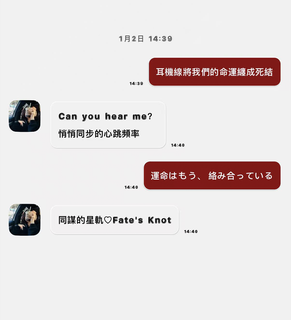 1月2日 14:39
耳機線將我們的命運纏成死結
14:39
Can you hear me?
悄悄同步的心跳頻率
14:40
運命はもう、絡み合っている
14:40
同謀的星軌♡Fate's Knot
14:40